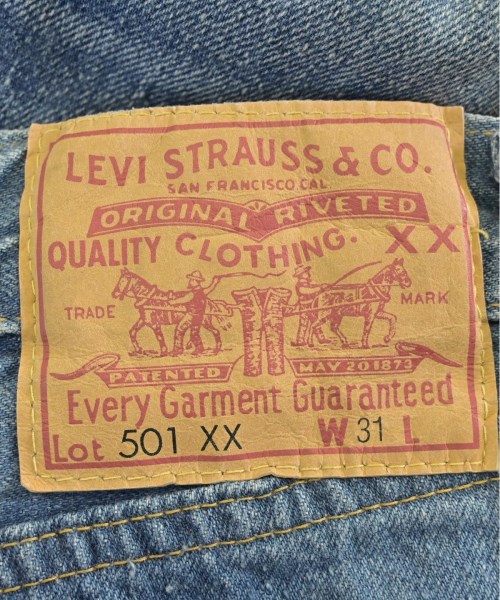 LEVI STRAUSS & CO.
SAN FRANCISCO CAL.
ORIGINAL RIVETED
QUALITY CLOTHING. XX
TRADE MARK
PATENTED MAY 20 1873
Every Garment Guaranteed
Lot 501 XX W 31 L